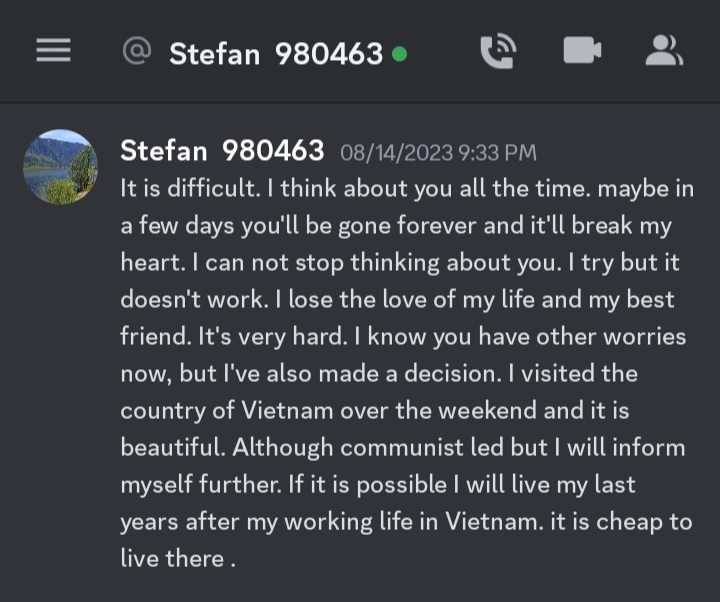 @ Stefan 980463
Stefan 980463 08/14/2023 9:33 PM
It is difficult. I think about you all the time. maybe in
a few days you'll be gone forever and it'll break my
heart. I can not stop thinking about you. I try but it
doesn't work. I lose the love of my life and my best
friend. It's very hard. I know you have other worries
now, but I've also made a decision. I visited the
country of Vietnam over the weekend and it is
beautiful. Although communist led but I will inform
myself further. If it is possible I will live my last
years after my working life in Vietnam. it is cheap to
live there .